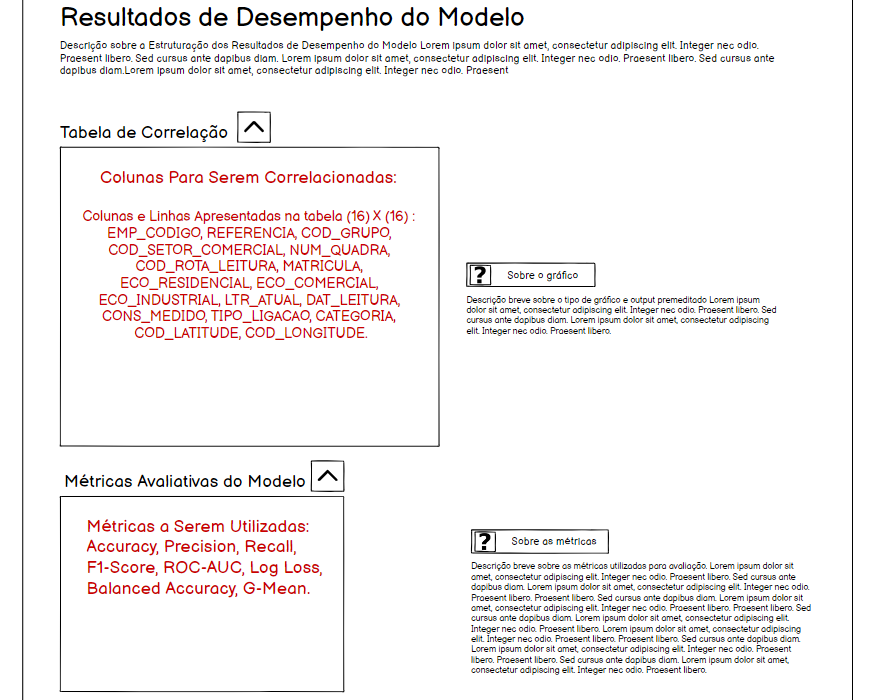 Resultados de Desempenho do Modelo
Descrição sobre a Estruturação dos Resultados de Desempenho do Modelo Lorem ipsum dolor sit amet, consectetur adipiscing elit. Integer nec odio.
Praesent libero. Sed cursus ante dapibus diam. Lorem ipsum dolor sit amet, consectetur adipiscing elit. Integer nec odio. Praesent libero. Sed cursus ante
dapibus diam.Lorem ipsum dolor sit amet, consectetur adipiscing elit. Integer nec odio. Praesent
Tabela de Correlação
Colunas Para Serem Correlacionadas:
Colunas e Linhas Apresentadas na tabela (16) X (16) :
EMP_CODIGO, REFERENCIA, COD_GRUPO,
COD_SETOR_COMERCIAL, NUM_QUADRA,
COD_ROTA_LEITURA, MATRICULA,
ECO_RESIDENCIAL, ECO_COMERCIAL,
ECO_INDUSTRIAL, LTR_ATUAL, DAT_LEITURA,
CONS_MEDIDO, TIPO_LIGACAO, CATEGORIA,
COD_LATITUDE, COD_LONGITUDE.
? Sobre o gráfico
Descrição breve sobre o tipo de gráfico e output premeditado Lorem ipsum
dolor sit amet, consectetur adipiscing elit. Integer nec odio. Praesent libero. Sed
cursus ante dapibus diam. Lorem ipsum dolor sit amet, consectetur adipiscing
elit. Integer nec odio. Praesent libero.
Métricas Avaliativas do Modelo
Métricas a Serem Utilizadas:
Accuracy, Precision, Recall,
F1-Score, ROC-AUC, Log Loss,
Balanced Accuracy, G-Mean.
? Sobre as métricas
Descrição breve sobre as métricas utilizadas para avaliação. Lorem ipsum dolor sit
amet, consectetur adipiscing elit. Integer nec odio. Praesent libero. Sed cursus ante
dapibus diam. Lorem ipsum dolor sit amet, consectetur adipiscing elit. Integer nec odio.
Praesent libero. Praesent libero. Sed cursus ante dapibus diam. Lorem ipsum dolor sit
amet, consectetur adipiscing elit. Integer nec odio. Praesent libero. Praesent libero. Sed
cursus ante dapibus diam. Lorem ipsum dolor sit amet, consectetur adipiscing elit.
Integer nec odio. Praesent libero. Lorem ipsum dolor sit amet, consectetur adipiscing
elit. Integer nec odio. Praesent libero. Praesent libero. Sed cursus ante dapibus diam.
Lorem ipsum dolor sit amet, consectetur adipiscing elit. Integer nec odio. Praesent
libero. Praesent libero. Sed cursus ante dapibus diam. Lorem ipsum dolor sit amet,
consectetur adipiscing elit. Integer nec odio. Praesent libero.